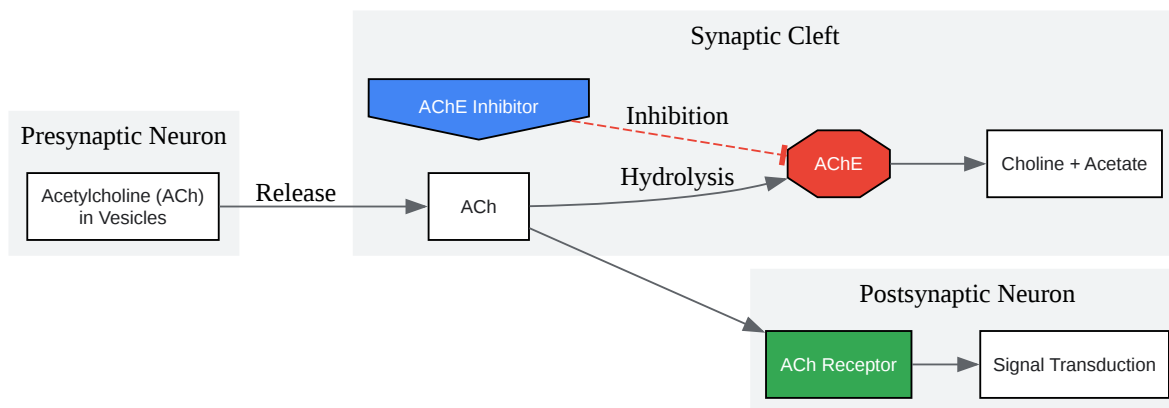 Synaptic Cleft
AChE Inhibitor
Inhibition
Presynaptic Neuron
AChE
Choline + Acetate
Hydrolysis
Acetylcholine (ACh)
in Vesicles
Release
ACh
Postsynaptic Neuron
ACh Receptor
Signal Transduction